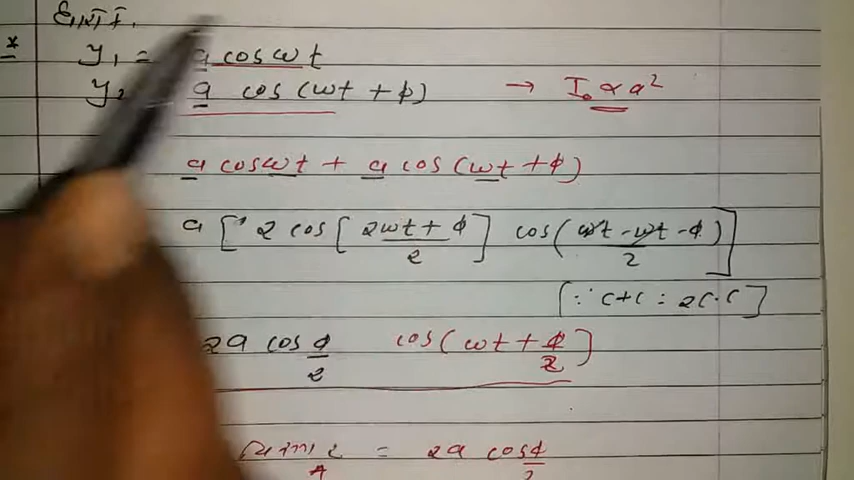 *
y₁ = a cos ωt
y₂ a cos (ωt + ϕ) → I₀ ∝ a²
a cos ωt + a cos (ωt + ϕ)
a [ 2 cos [ 2ωt + ϕ / 2 ] cos ( ωt - ωt - ϕ / 2 ) ]
[ ∵ C+C = 2C·C ]
2a cos ϕ/2 cos ( ωt + ϕ/2 ]
A = 2a cos ϕ/2